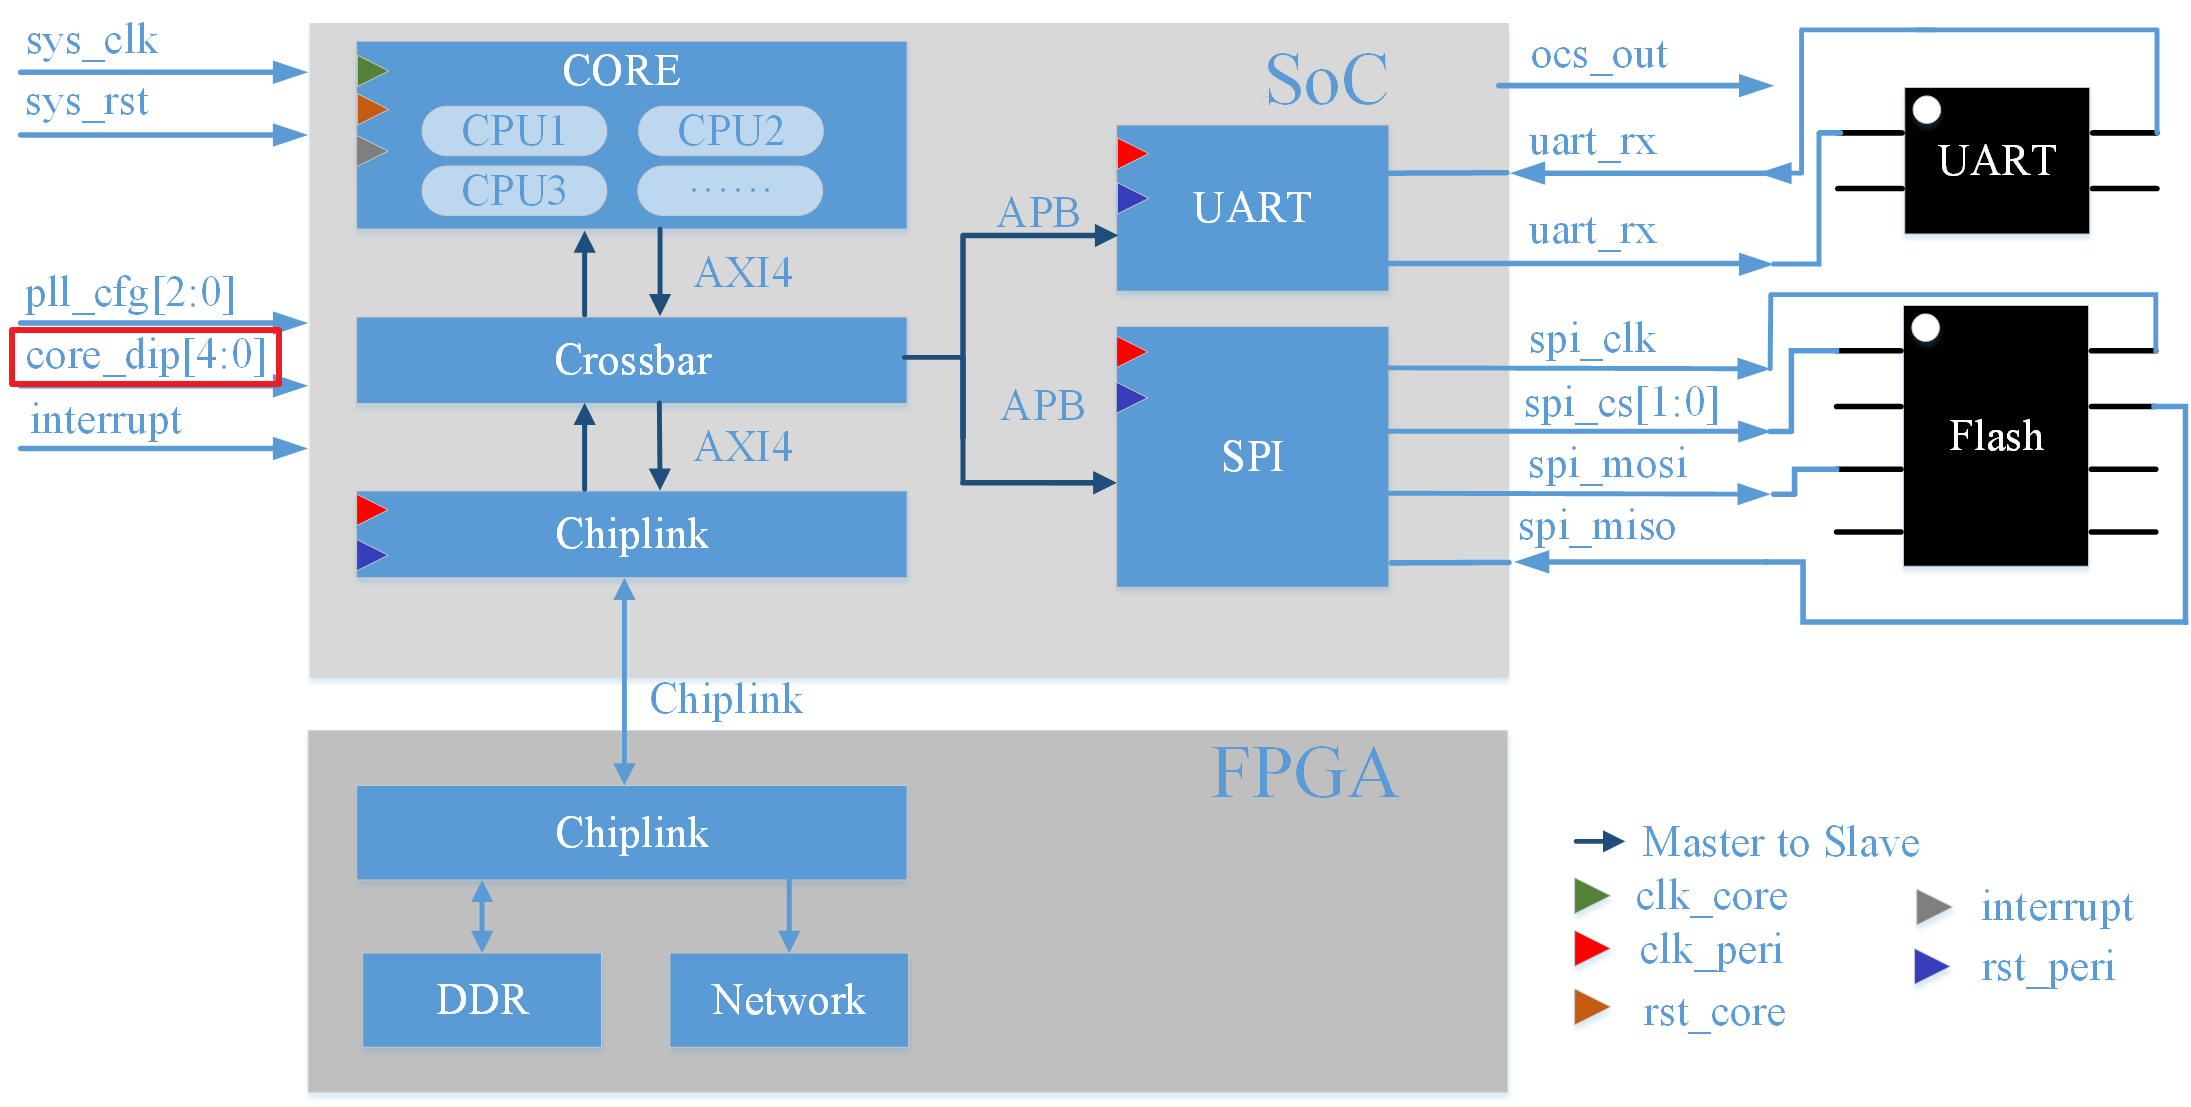 sys_clk
sys_rst
pll_cfg[2:0]
core_dip[4:0]
interrupt
SoC
CORE
CPU1
CPU2
CPU3
······
AXI4
Crossbar
AXI4
Chiplink
APB
APB
UART
SPI
ocs_out
uart_rx
uart_rx
spi_clk
spi_cs[1:0]
spi_mosi
spi_miso
UART
Flash
Chiplink
FPGA
Chiplink
DDR
Network
Master to Slave
clk_core
clk_peri
rst_core
interrupt
rst_peri